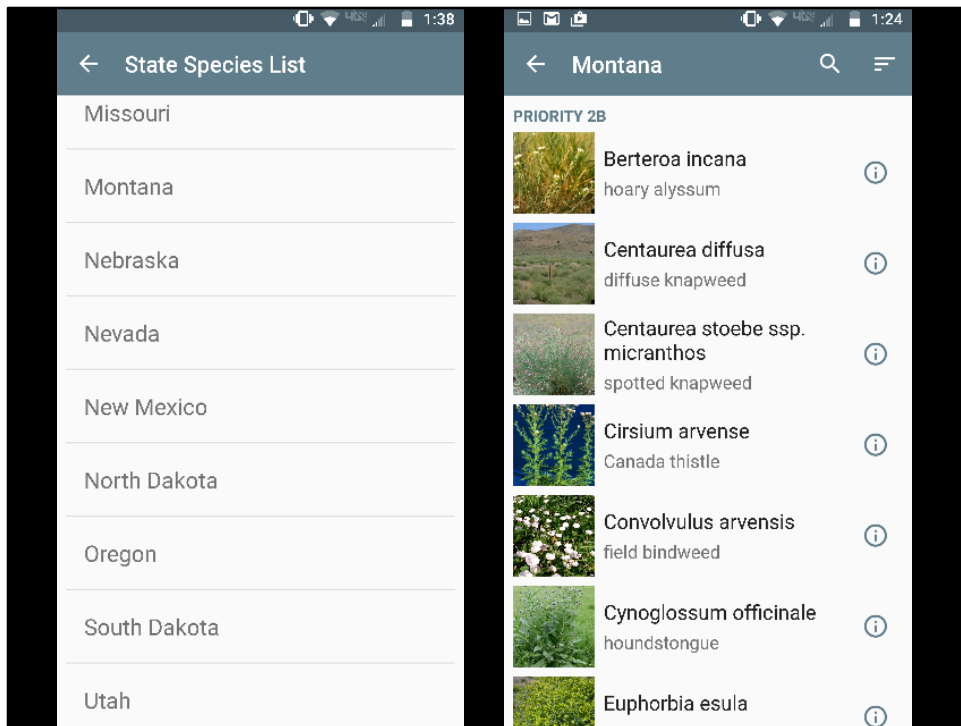 1:38
State Species List
Missouri
Montana
Nebraska
Nevada
New Mexico
North Dakota
Oregon
South Dakota
Utah
1:24
Montana
PRIORITY 2B
Berteroa incana
hoary alyssum
Centaurea diffusa
diffuse knapweed
Centaurea stoebe ssp.
micranthos
spotted knapweed
Cirsium arvense
Canada thistle
Convolvulus arvensis
field bindweed
Cynoglossum officinale
houndstongue
Euphorbia esula